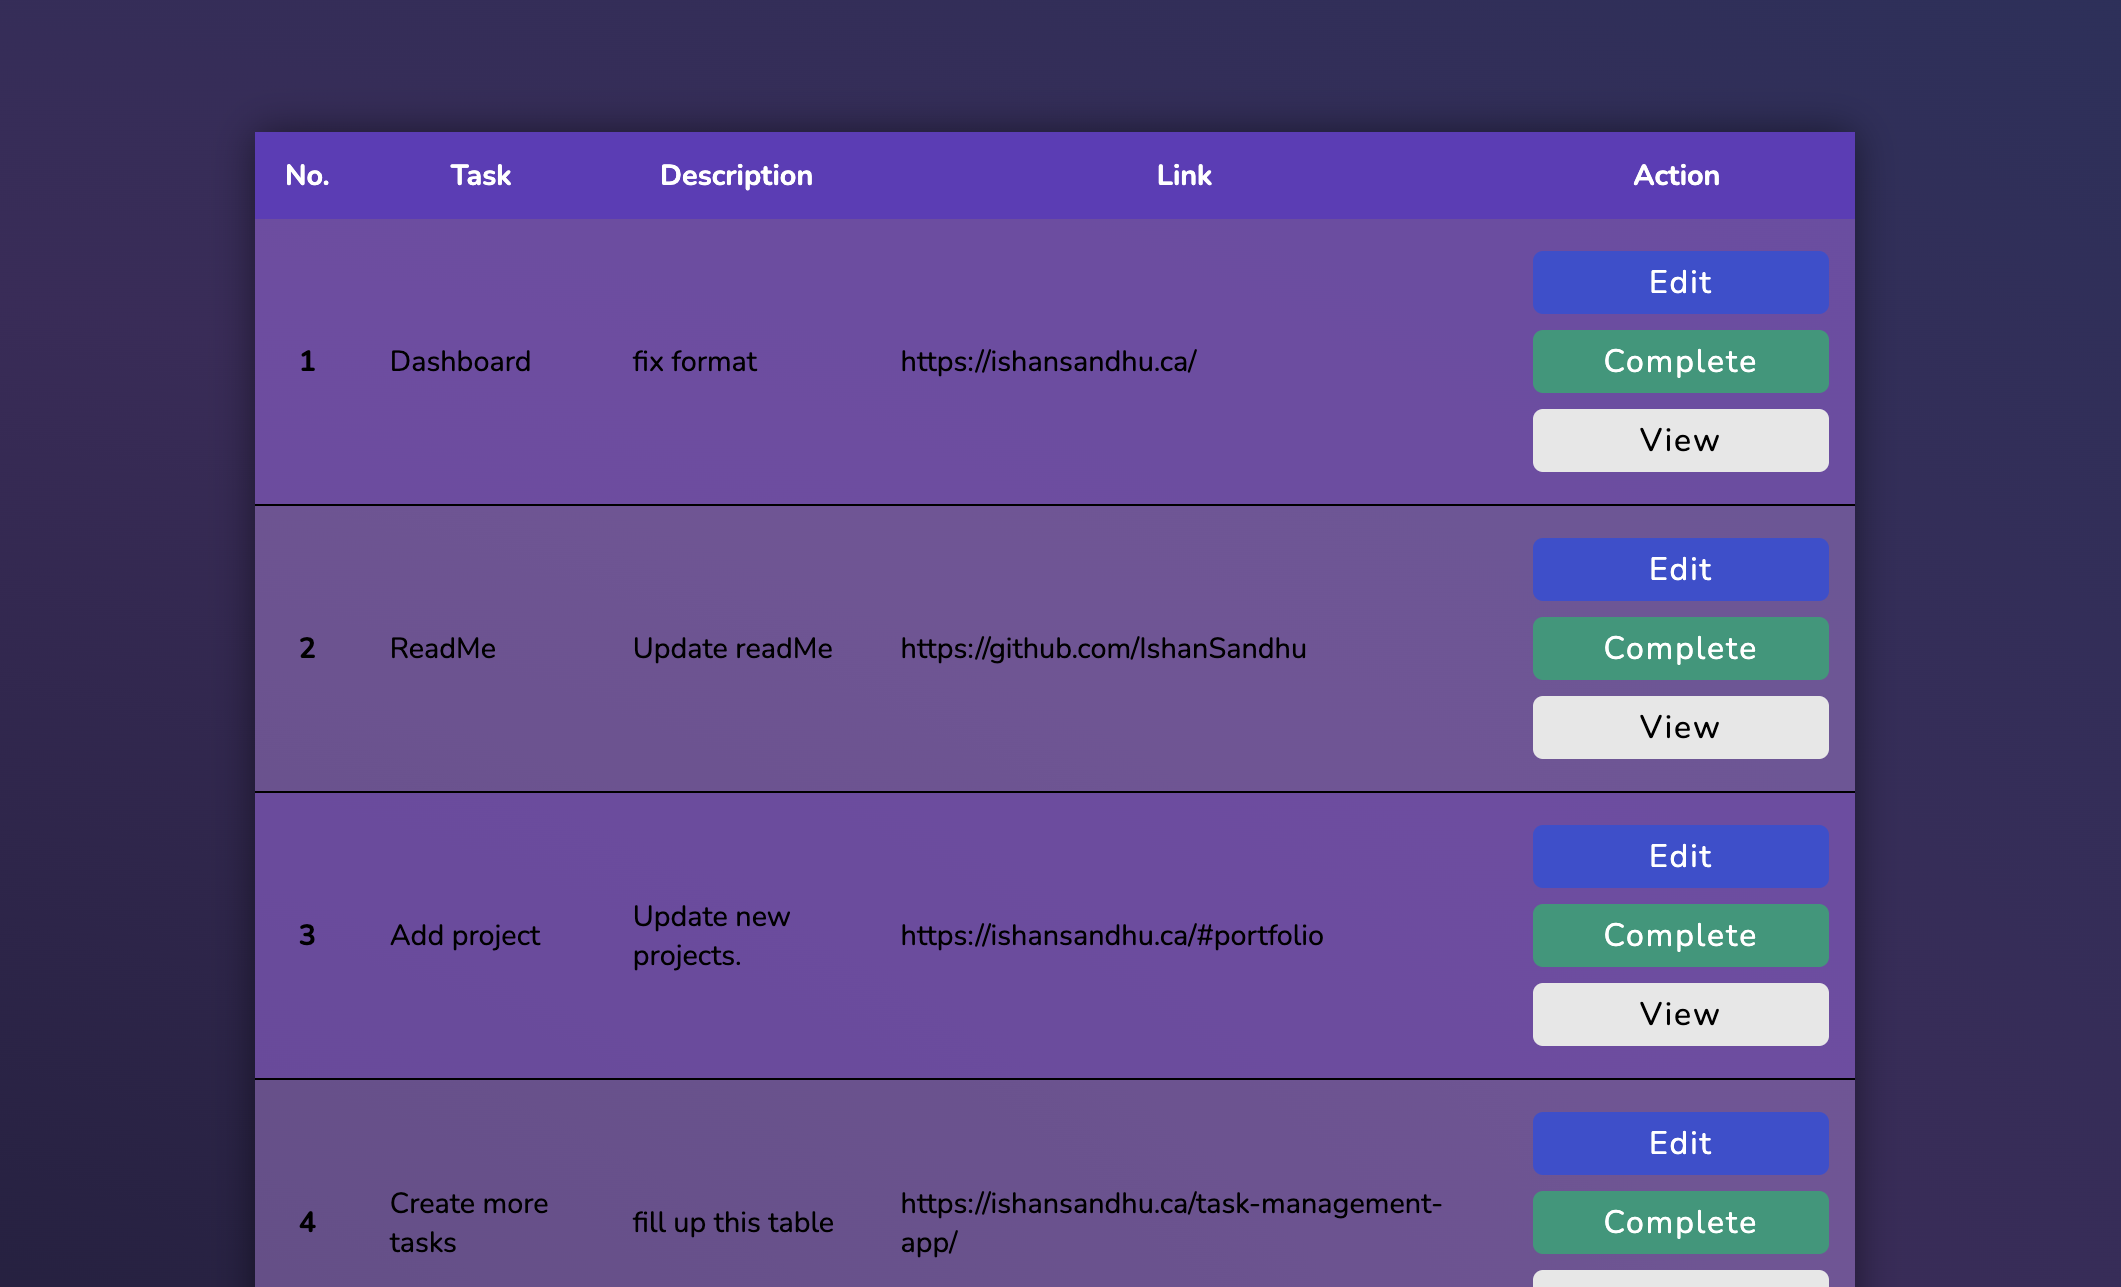 No. Task Description Link Action
Edit
1 Dashboard fix format https://ishansandhu.ca/ Complete
View
Edit
2 ReadMe Update readMe https://github.com/IshanSandhu Complete
View
Edit
Update new
3 Add project https://ishansandhu.ca/#portfolio Complete
projects.
View
Edit
Create more https://ishansandhu.ca/task-management-
4 fill up this table Complete
tasks app/